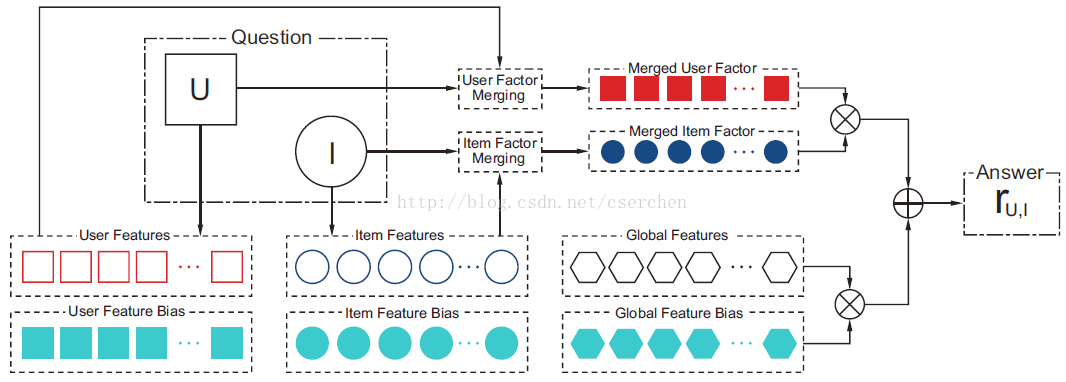 Question
U
I
User Factor
Merging
Item Factor
Merging
Merged User Factor
Merged Item Factor
Answer
rU,I
http://blog.csdn.net/cserchen
User Features
Item Features
Global Features
User Feature Bias
Item Feature Bias
Global Feature Bias